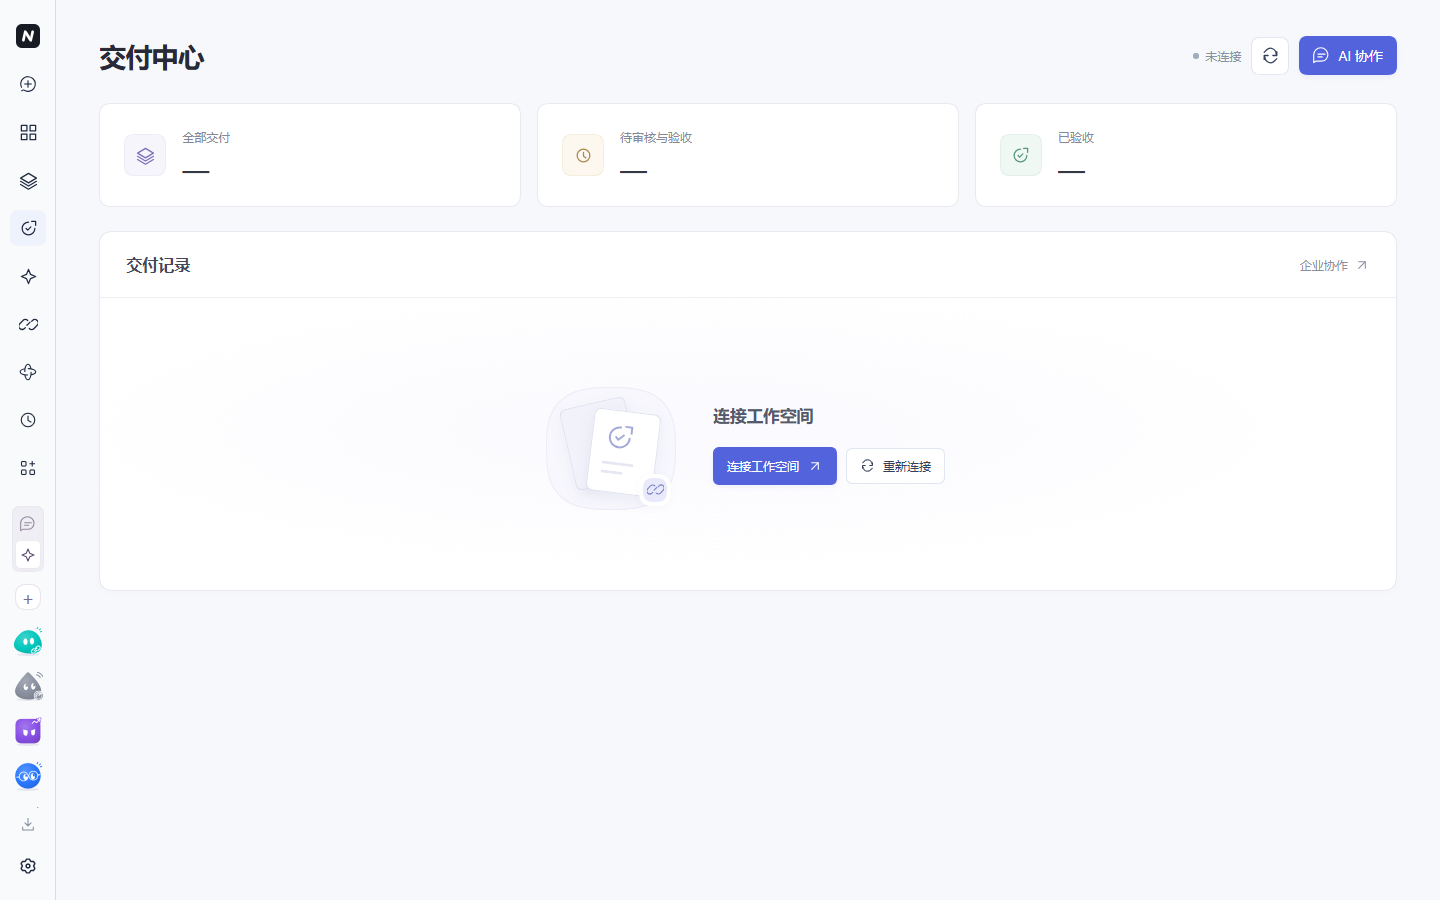 N
交付中心
未连接
AI 协作
全部交付
—
待审核与验收
—
已验收
—
交付记录
企业协作
连接工作空间
连接工作空间
重新连接